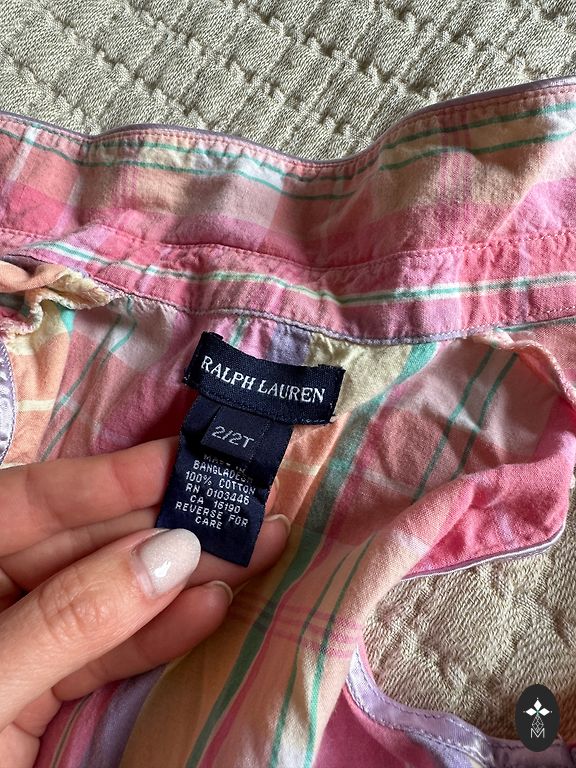 RALPH LAUREN
2/2T
MADE IN
BANGLADESH
100% COTTON
RN 0103446
CA 16190
REVERSE FOR
CARE
M